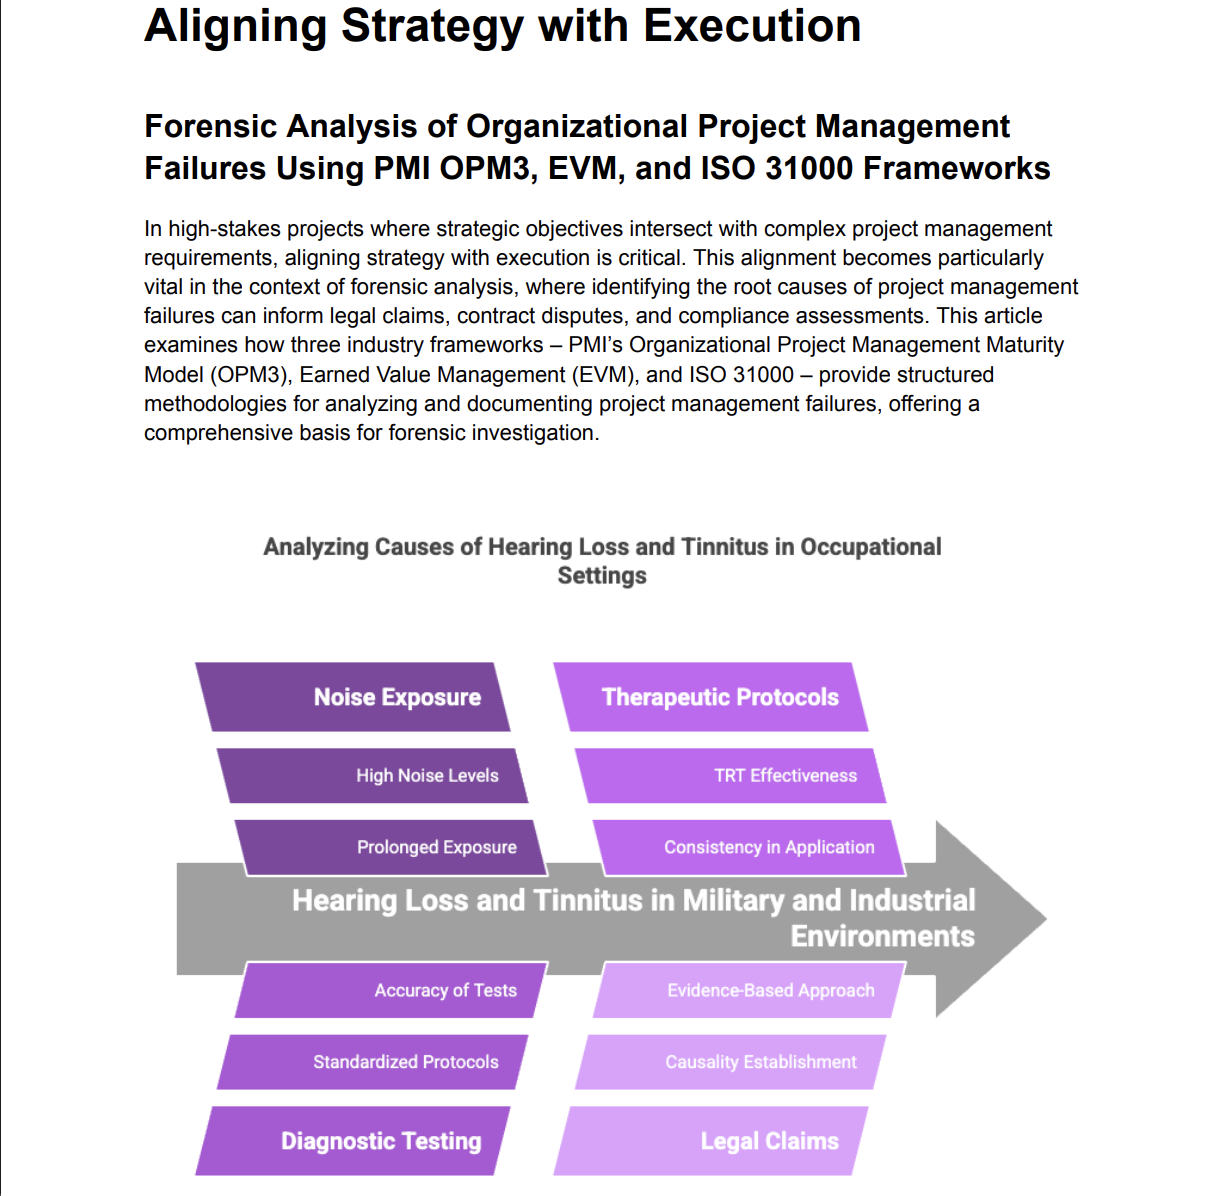 Aligning Strategy with Execution
Forensic Analysis of Organizational Project Management
Failures Using PMI OPM3, EVM, and ISO 31000 Frameworks
In high-stakes projects where strategic objectives intersect with complex project management
requirements, aligning strategy with execution is critical. This alignment becomes particularly
vital in the context of forensic analysis, where identifying the root causes of project management
failures can inform legal claims, contract disputes, and compliance assessments. This article
examines how three industry frameworks – PMI’s Organizational Project Management Maturity
Model (OPM3), Earned Value Management (EVM), and ISO 31000 – provide structured
methodologies for analyzing and documenting project management failures, offering a
comprehensive basis for forensic investigation.
Analyzing Causes of Hearing Loss and Tinnitus in Occupational
Settings
Noise Exposure
High Noise Levels
Prolonged Exposure
Therapeutic Protocols
TRT Effectiveness
Consistency in Application
Hearing Loss and Tinnitus in Military and Industrial
Environments
Accuracy of Tests
Standardized Protocols
Diagnostic Testing
Evidence-Based Approach
Causality Establishment
Legal Claims